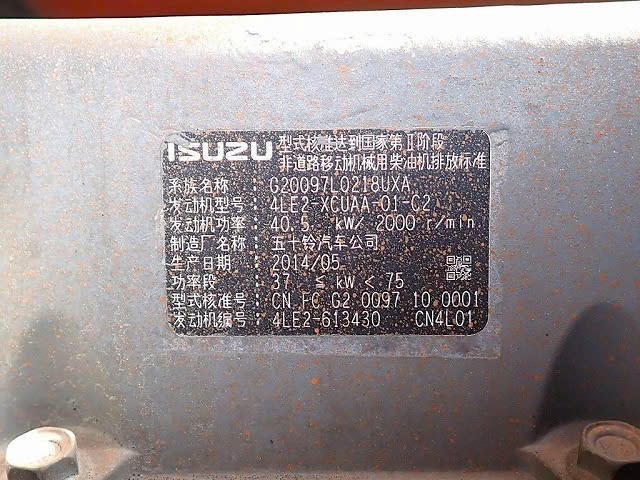 ISUZU 型式核准达到国家第Ⅱ阶段
非道路移动机械用柴油机排放标准
系族名称 : G20097L0218UXA
发动机型号 : 4LE2-XCUAA-01-C2
发动机功率 : 40.5 kW/ 2000 r/min
制造厂名称 : 五十铃汽车公司
生产日期 : 2014/05
功率段 : 37 ≤ kW < 75
型式核准号 : CN FC G2 0097 10 0001
发动机编号 : 4LE2-613430 CN4L01